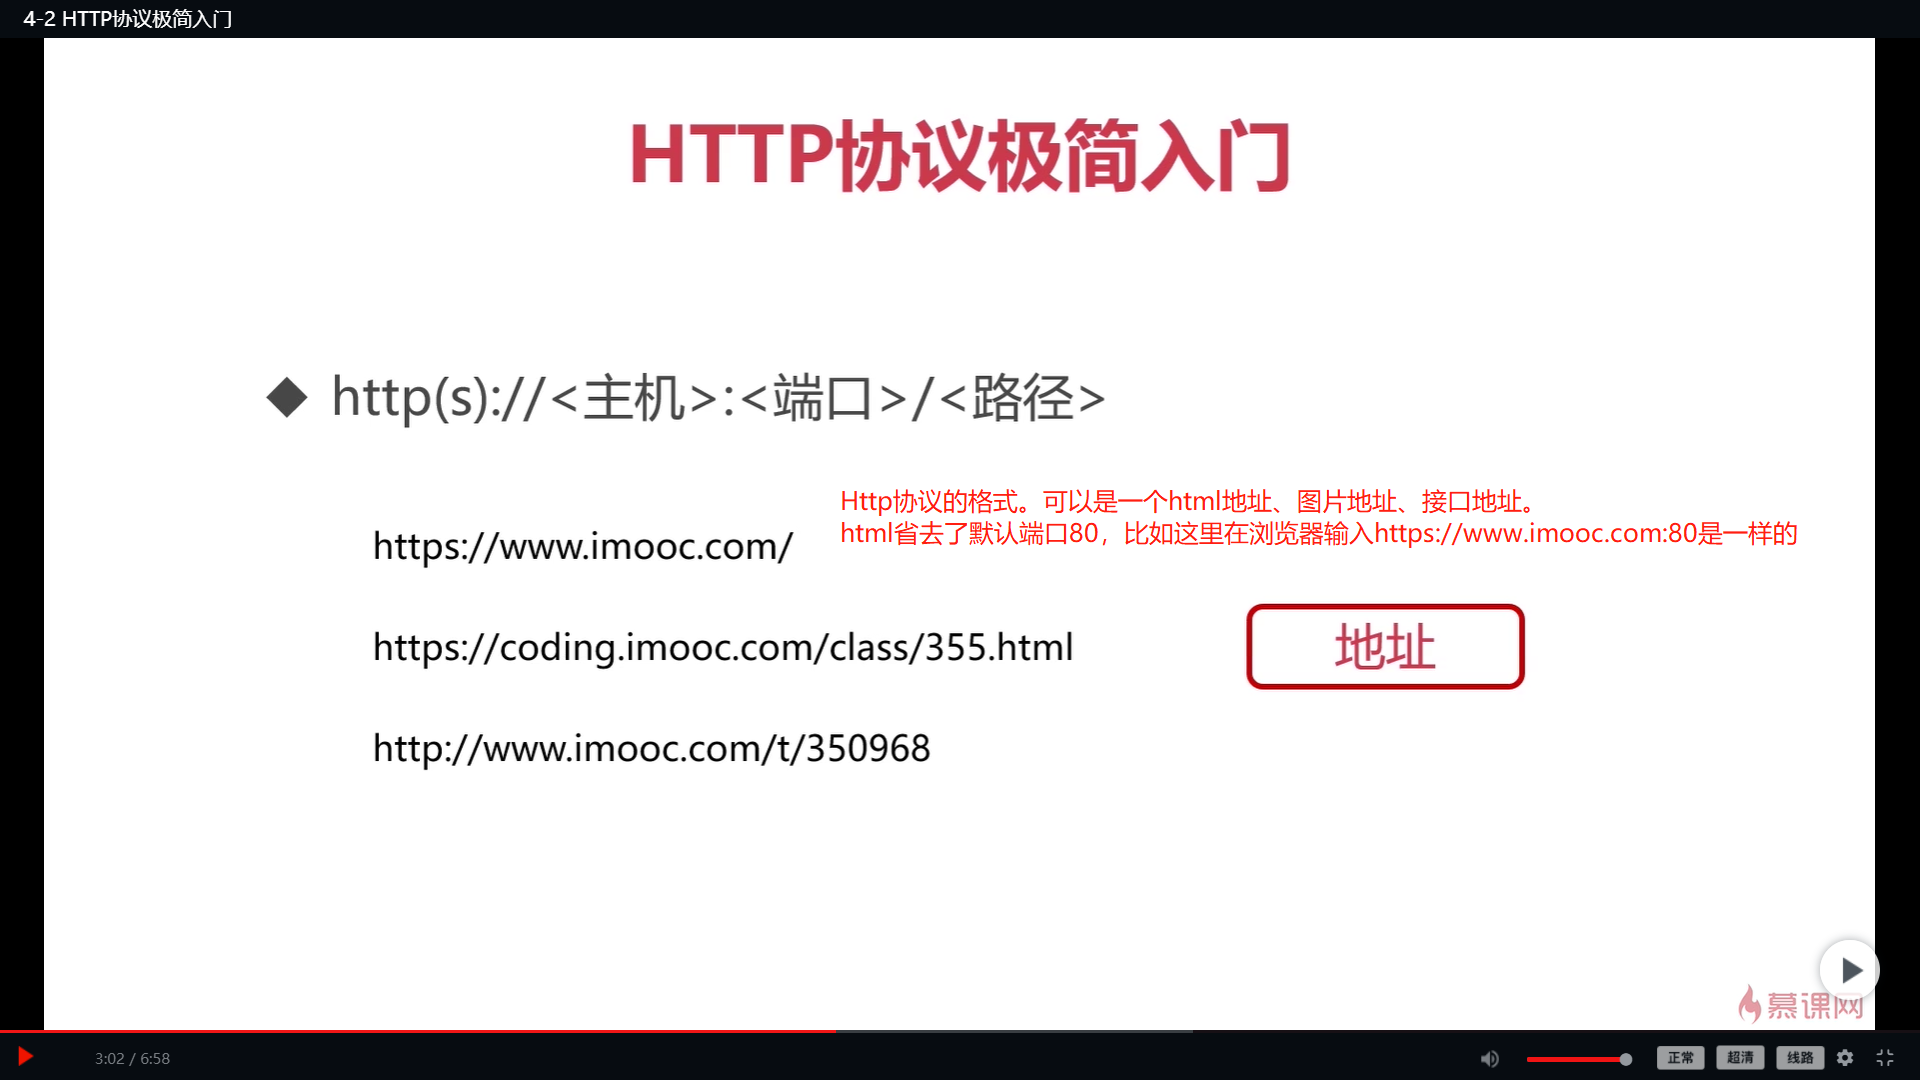 4-2 HTTP协议极简入门
HTTP协议极简入门
◆ http(s)://<主机>:<端口>/<路径>
Http协议的格式。可以是一个html地址、图片地址、接口地址。
html省去了默认端口80，比如这里在浏览器输入https://www.imooc.com:80是一样的
https://www.imooc.com/
https://coding.imooc.com/class/355.html
地址
http://www.imooc.com/t/350968
慕课网
3:02 / 6:58
正常 超清 线路